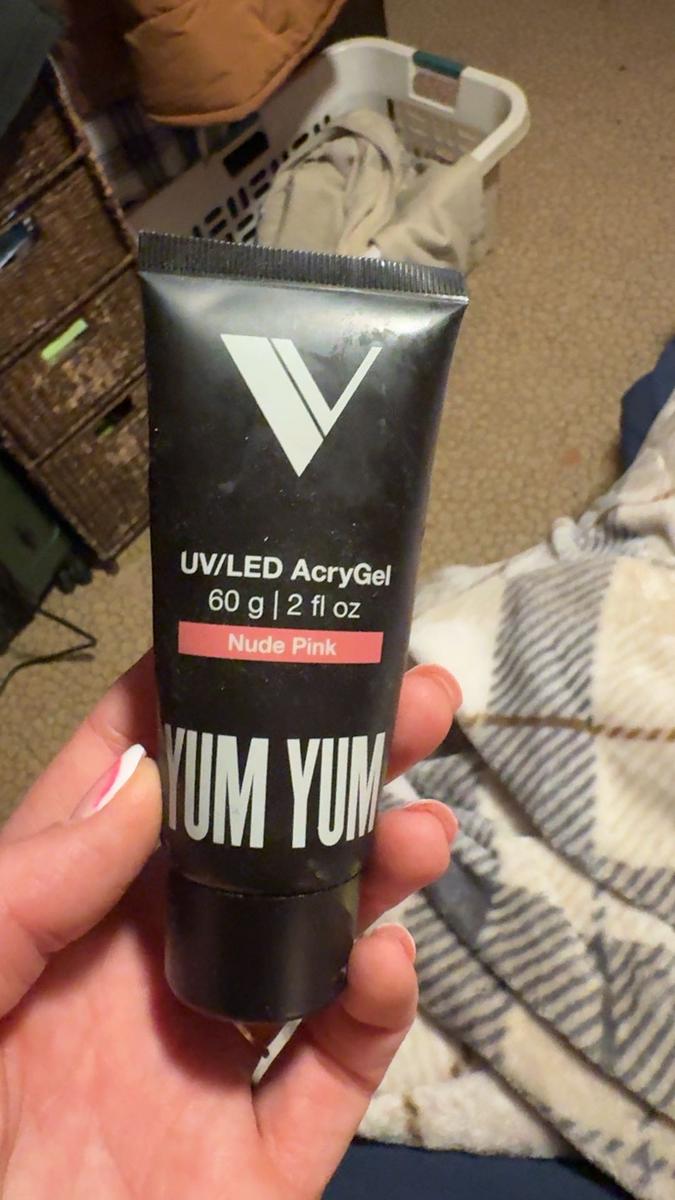 V
UV/LED AcryGel
60 g | 2 fl oz
Nude Pink
YUM YUM